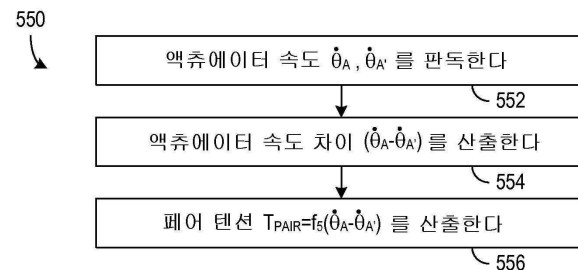 550
액츄에이터 속도 θ̇A , θ̇A' 를 판독한다
552
액츄에이터 속도 차이 (θ̇A-θ̇A') 를 산출한다
554
페어 텐션 TPAIR=f5(θ̇A-θ̇A') 를 산출한다
556